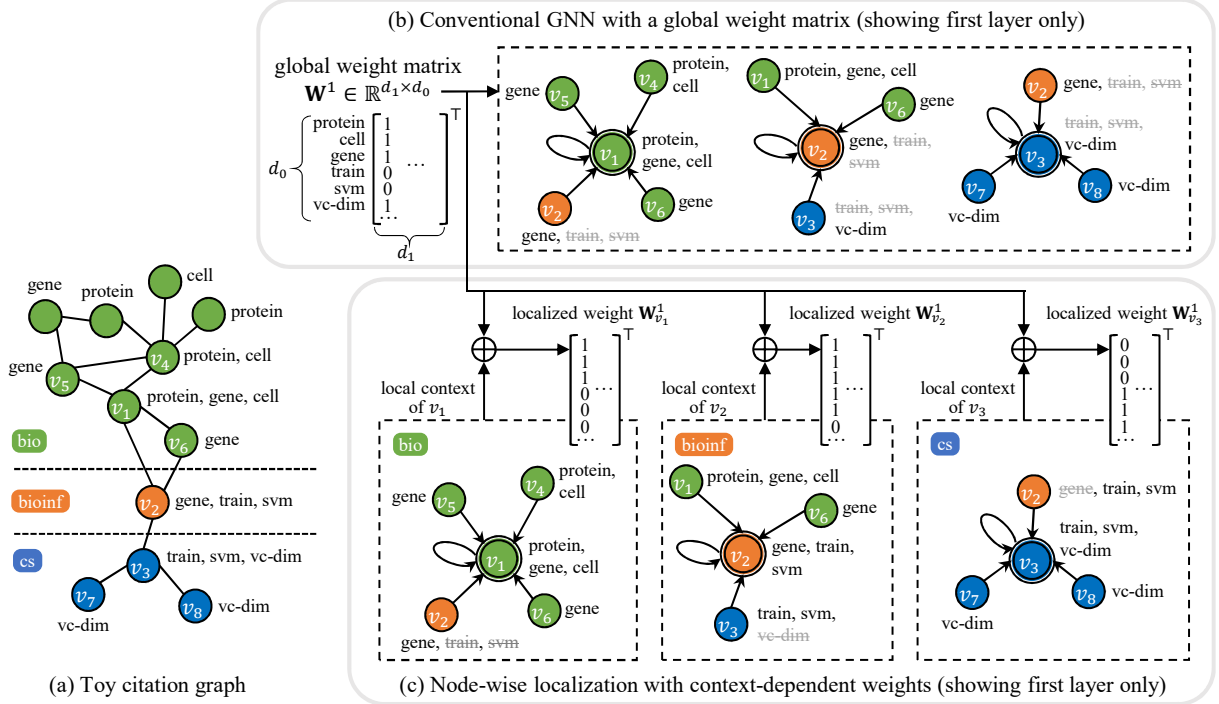 (b) Conventional GNN with a global weight matrix (showing first layer only)
global weight matrix
W¹ ∈ ℝ^{d₁×d₀}
protein
cell
gene
train
svm
vc-dim
d₀
1
1
1
0
0
1
...
...
⊤
d₁
gene
v₅
protein,
cell
v₄
protein,
gene, cell
v₁
v₂
gene, train, svm
v₆
gene
v₁
protein, gene, cell
v₆
gene
v₂
gene, train,
svm
v₃
train, svm,
vc-dim
v₂
gene, train, svm
train, svm,
vc-dim
v₃
v₇
vc-dim
v₈
vc-dim
cell
gene
protein
protein
gene
v₅
v₄
protein, cell
v₁
protein, gene, cell
v₆
gene
bio
bioinf
v₂
gene, train, svm
cs
v₃
train, svm, vc-dim
v₇
vc-dim
v₈
vc-dim
(a) Toy citation graph
localized weight W¹_{v₁}
1
1
1
0
0
0
...
...
⊤
local context
of v₁
bio
gene
v₅
protein,
cell
v₄
protein,
gene, cell
v₁
v₂
gene, train, svm
v₆
gene
localized weight W¹_{v₂}
1
1
1
1
1
0
...
...
⊤
local context
of v₂
bioinf
v₁
protein, gene, cell
v₆
gene
v₂
gene, train,
svm
v₃
train, svm,
vc-dim
localized weight W¹_{v₃}
0
0
0
1
1
1
...
...
⊤
local context
of v₃
cs
v₂
gene, train, svm
train, svm,
vc-dim
v₃
v₇
vc-dim
v₈
vc-dim
(c) Node-wise localization with context-dependent weights (showing first layer only)